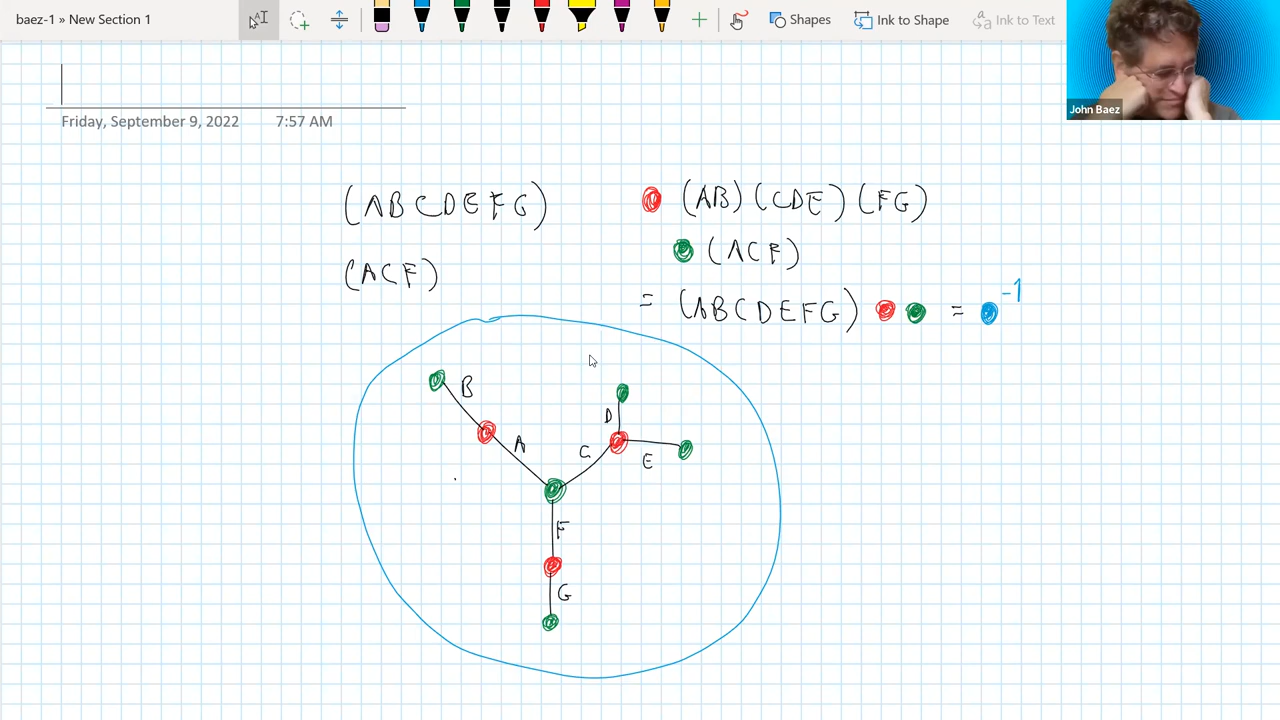 baez-1 » New Section 1
Shapes
Ink to Shape
Ink to Text
John Baez
Friday, September 9, 2022 7:57 AM
(ABCDEFG)
(ACF)
(AB)(CDE)(FG)
(ACF)
= (ABCDEFG) = -1
B
A
D
C
E
F
G